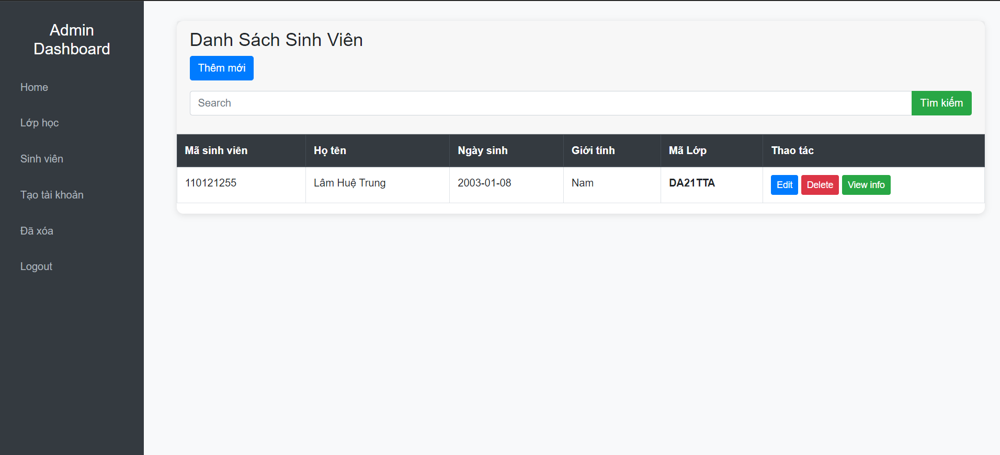 Admin
Dashboard
Home
Lớp học
Sinh viên
Tạo tài khoản
Đã xóa
Logout
Danh Sách Sinh Viên
Thêm mới
Search
Tìm kiếm
Mã sinh viên Họ tên Ngày sinh Giới tính Mã Lớp Thao tác
110121255 Lâm Huệ Trung 2003-01-08 Nam DA21TTA Edit Delete View info